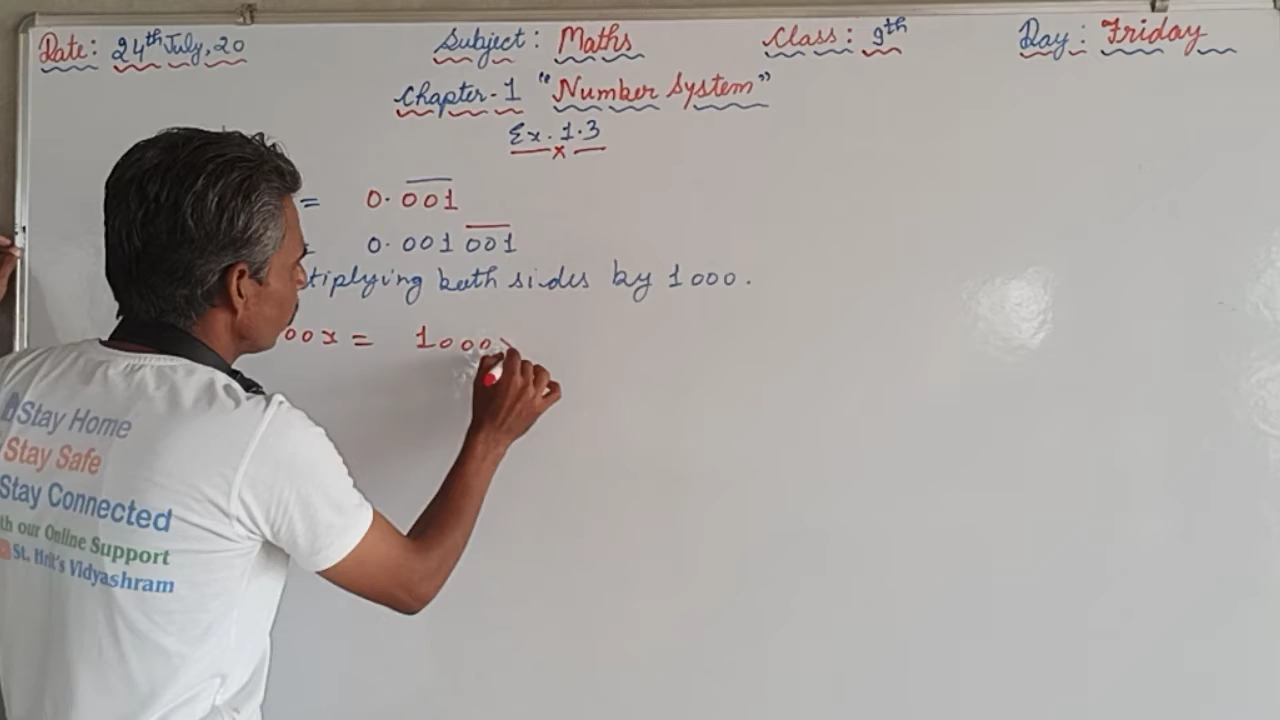 Date: 24th July, 20 Subject: Maths Class: 9th Day: Friday
Chapter-1 "Number System"
Ex. 1.3
= 0.001
0.001 001
tiplying both sides by 1000.
00x = 1000
Stay Home
Stay Safe
Stay Connected
th our Online Support
St. Hrit's Vidyashram